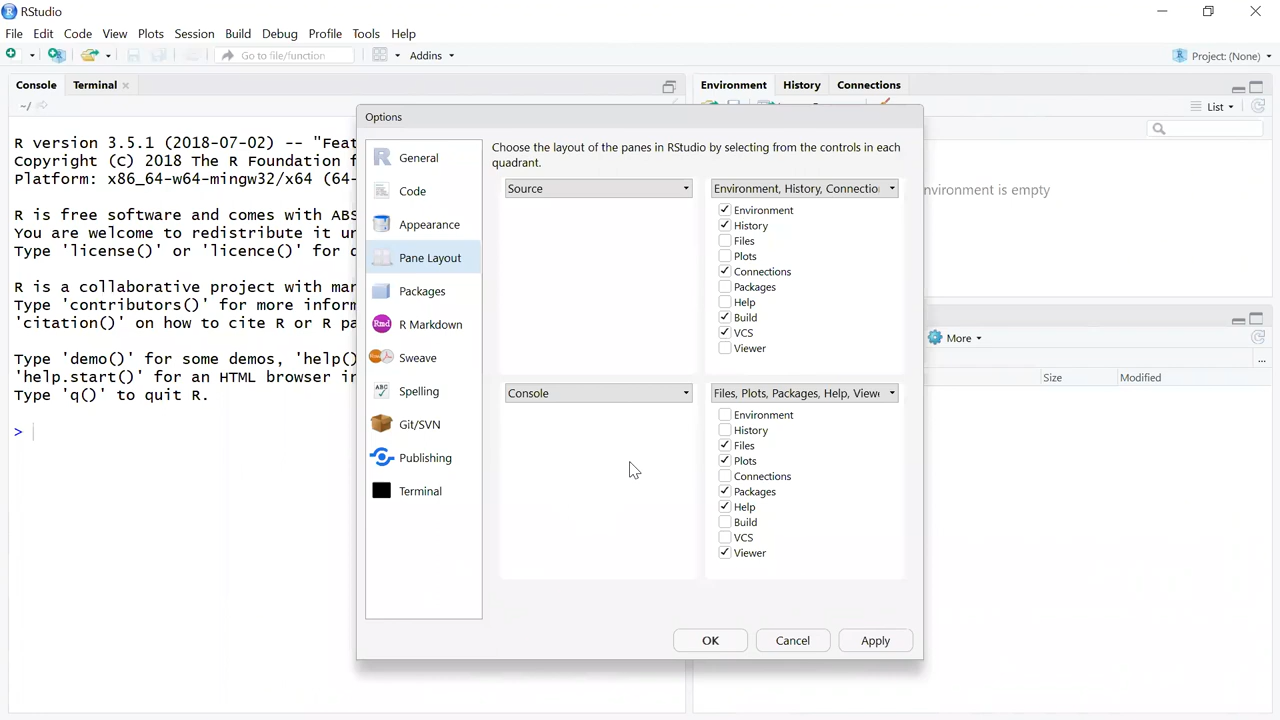 RStudio
File Edit Code View Plots Session Build Debug Profile Tools Help
Go to file/function Addins Project: (None)
Console Terminal
~/
R version 3.5.1 (2018-07-02) -- "Feat
Copyright (C) 2018 The R Foundation f
Platform: x86_64-w64-mingw32/x64 (64-
R is free software and comes with ABS
You are welcome to redistribute it un
Type 'license()' or 'licence()' for d
R is a collaborative project with man
Type 'contributors()' for more inform
'citation()' on how to cite R or R pa
Type 'demo()' for some demos, 'help()
'help.start()' for an HTML browser in
Type 'q()' to quit R.
>
Environment History Connections
List
nvironment is empty
More
...
Size Modified
Options
General
Code
Appearance
Pane Layout
Packages
Rmd R Markdown
Sweave
ABC Spelling
Git/SVN
Publishing
Terminal
Choose the layout of the panes in RStudio by selecting from the controls in each
quadrant.
Source
Environment, History, Connectio
Environment
History
Files
Plots
Connections
Packages
Help
Build
VCS
Viewer
Console
Files, Plots, Packages, Help, View
Environment
History
Files
Plots
Connections
Packages
Help
Build
VCS
Viewer
OK Cancel Apply